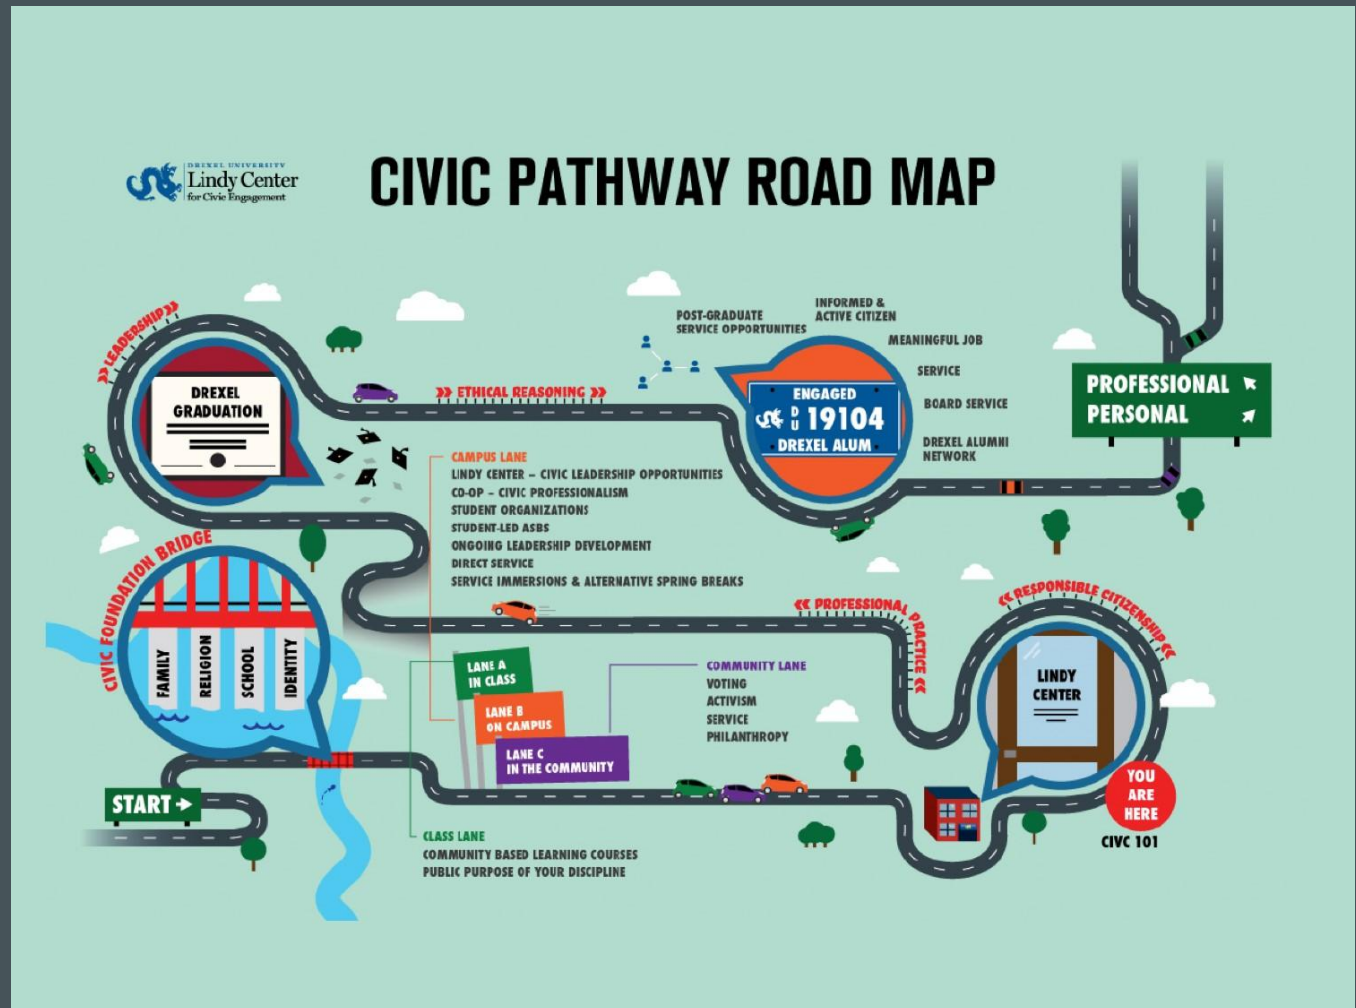 DREXEL UNIVERSITY
Lindy Center
for Civic Engagement
CIVIC PATHWAY ROAD MAP
>> LEADERSHIP >>
DREXEL
GRADUATION
>> ETHICAL REASONING >>
POST-GRADUATE
SERVICE OPPORTUNITIES
INFORMED &
ACTIVE CITIZEN
MEANINGFUL JOB
SERVICE
BOARD SERVICE
DREXEL ALUMNI
NETWORK
ENGAGED
DU 19104
DREXEL ALUM
PROFESSIONAL
PERSONAL
CAMPUS LANE
LINDY CENTER – CIVIC LEADERSHIP OPPORTUNITIES
CO-OP – CIVIC PROFESSIONALISM
STUDENT ORGANIZATIONS
STUDENT-LED ASBS
ONGOING LEADERSHIP DEVELOPMENT
DIRECT SERVICE
SERVICE IMMERSIONS & ALTERNATIVE SPRING BREAKS
CIVIC FOUNDATION BRIDGE
FAMILY
RELIGION
SCHOOL
IDENTITY
<< PROFESSIONAL PRACTICE <<
<< RESPONSIBLE CITIZENSHIP <<
LINDY
CENTER
LANE A
IN CLASS
LANE B
ON CAMPUS
LANE C
IN THE COMMUNITY
COMMUNITY LANE
VOTING
ACTIVISM
SERVICE
PHILANTHROPY
START
YOU
ARE
HERE
CIVC 101
CLASS LANE
COMMUNITY BASED LEARNING COURSES
PUBLIC PURPOSE OF YOUR DISCIPLINE